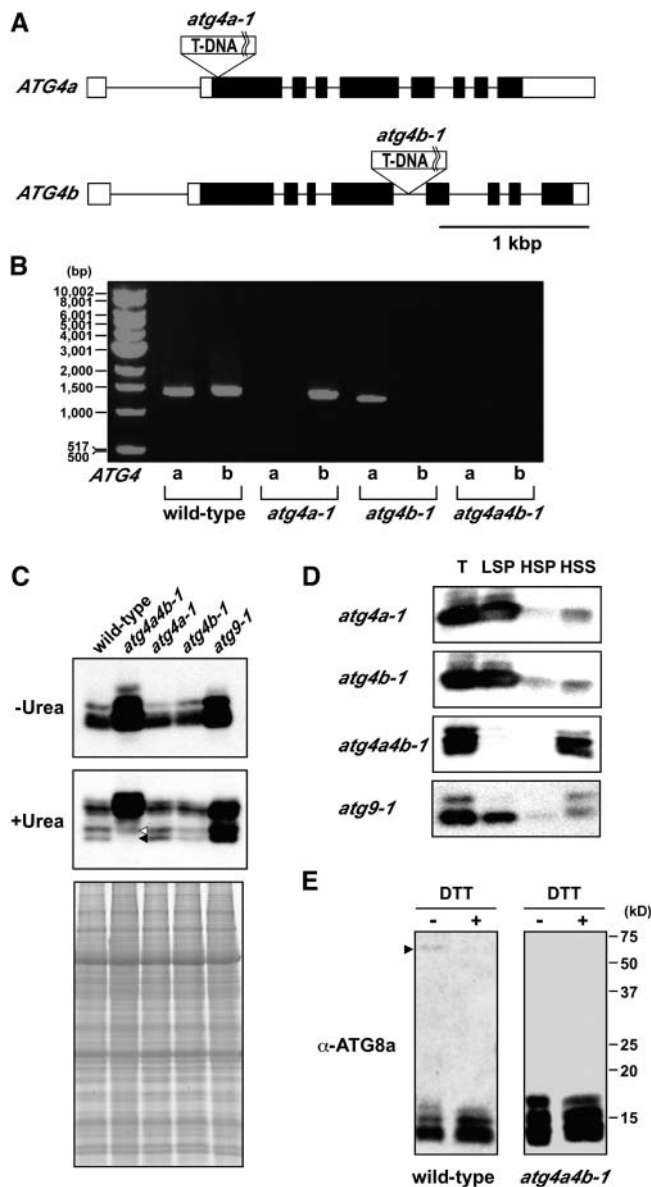 A
atg4a-1
T-DNA
ATG4a
atg4b-1
T-DNA
ATG4b
1 kbp
B
(bp)
10,002
8,001
6,001
5,001
4,001
3,001
2,000
1,500
1,000
517
500
ATG4 a b a b a b a b
wild-type atg4a-1 atg4b-1 atg4a4b-1
C
wild-type atg4a4b-1 atg4a-1 atg4b-1 atg9-1
-Urea
+Urea
D
T LSP HSP HSS
atg4a-1
atg4b-1
atg4a4b-1
atg9-1
E
DTT DTT
- + - + (kD)
75
50
37
25
α-ATG8a
20
15
wild-type atg4a4b-1